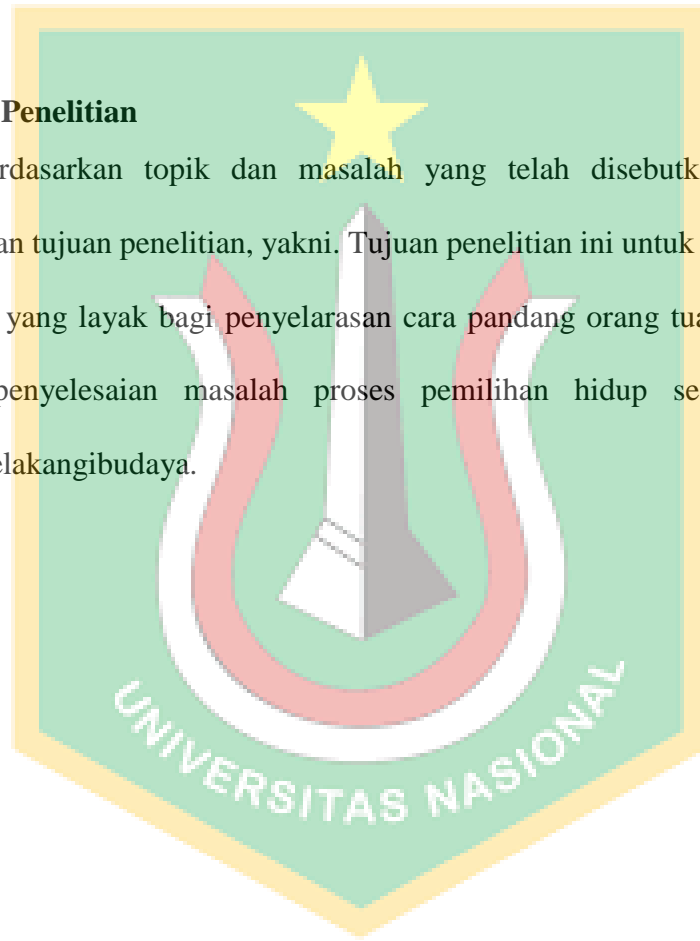 Penelitian
rdasarkan topik dan masalah yang telah disebutk
an tujuan penelitian, yakni. Tujuan penelitian ini untuk
yang layak bagi penyelarasan cara pandang orang tua
penyelesaian masalah proses pemilihan hidup se
elakangibudaya.
UNIVERSITAS NASIONAL